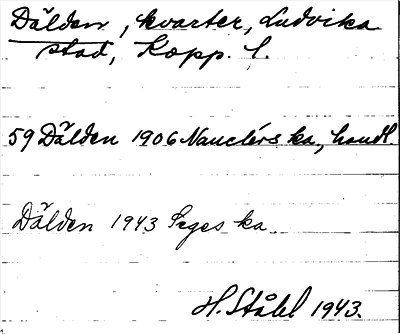 Dälden, kvarter, Ludvika
stad, Kopp. l.
59 Dälden 1906 Nauclérs ka, handl.
Dälden 1943 Seges ka
H. Ståhl 1943.